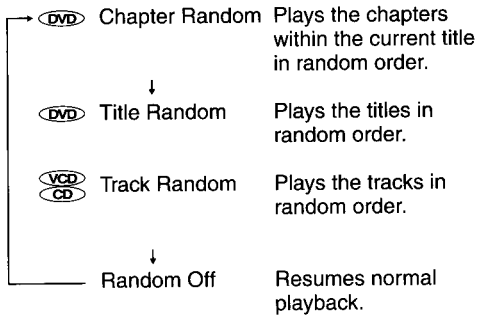 DVD Chapter Random Plays the chapters
within the current title
in random order.
DVD Title Random Plays the titles in
random order.
VCD
CD Track Random Plays the tracks in
random order.
Random Off Resumes normal
playback.